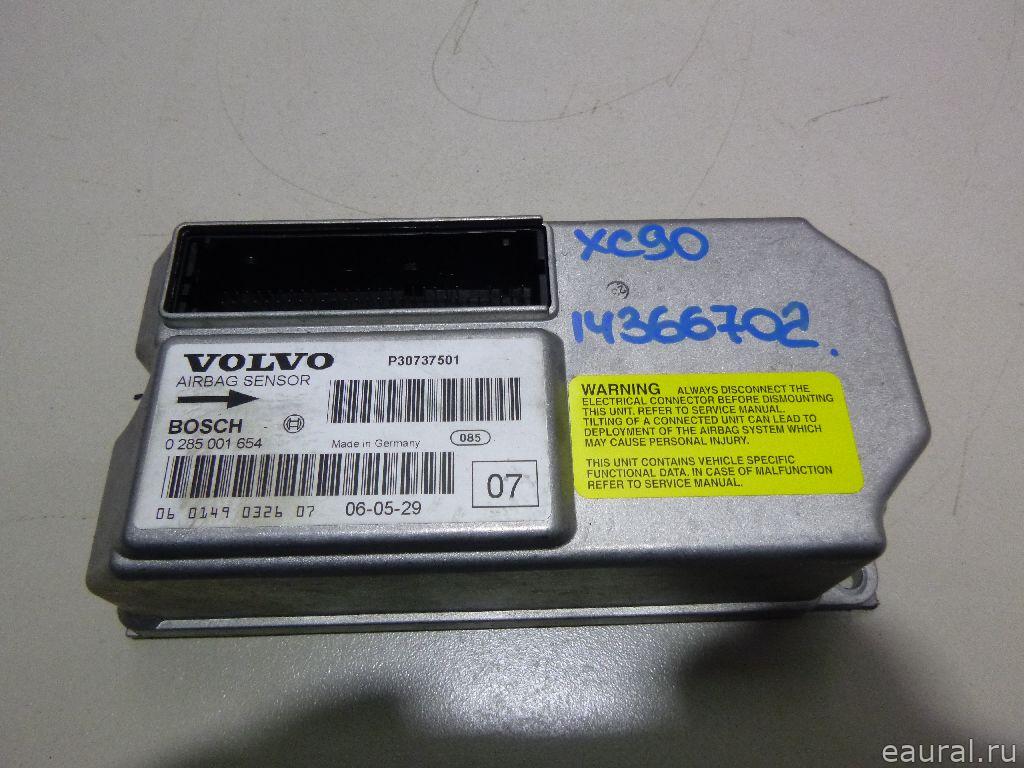 XC90
14366702.
VOLVO
AIRBAG SENSOR
P30737501
BOSCH
0 285 001 654
Made in Germany
085
06 0149 0326 07
06-05-29
07
WARNING ALWAYS DISCONNECT THE
ELECTRICAL CONNECTOR BEFORE DISMOUNTING
THIS UNIT. REFER TO SERVICE MANUAL.
TILTING OF A CONNECTED UNIT CAN LEAD TO
DEPLOYMENT OF THE AIRBAG SYSTEM WHICH
MAY CAUSE PERSONAL INJURY.
THIS UNIT CONTAINS VEHICLE SPECIFIC
FUNCTIONAL DATA. IN CASE OF MALFUNCTION
REFER TO SERVICE MANUAL.
eaural.ru